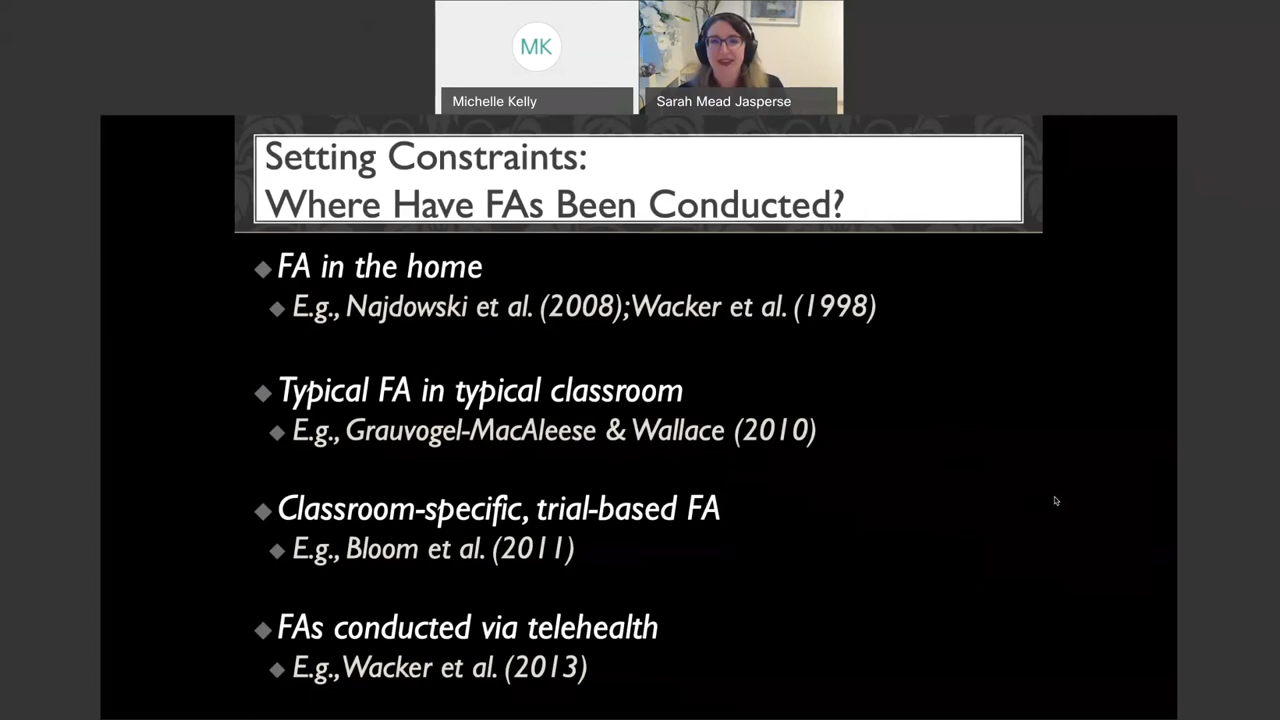 MK
Michelle Kelly
Sarah Mead Jasperse
Setting Constraints:
Where Have FAs Been Conducted?
FA in the home
E.g., Najdowski et al. (2008);Wacker et al. (1998)
Typical FA in typical classroom
E.g., Grauvogel-MacAleese & Wallace (2010)
Classroom-specific, trial-based FA
E.g., Bloom et al. (2011)
FAs conducted via telehealth
E.g.,Wacker et al. (2013)